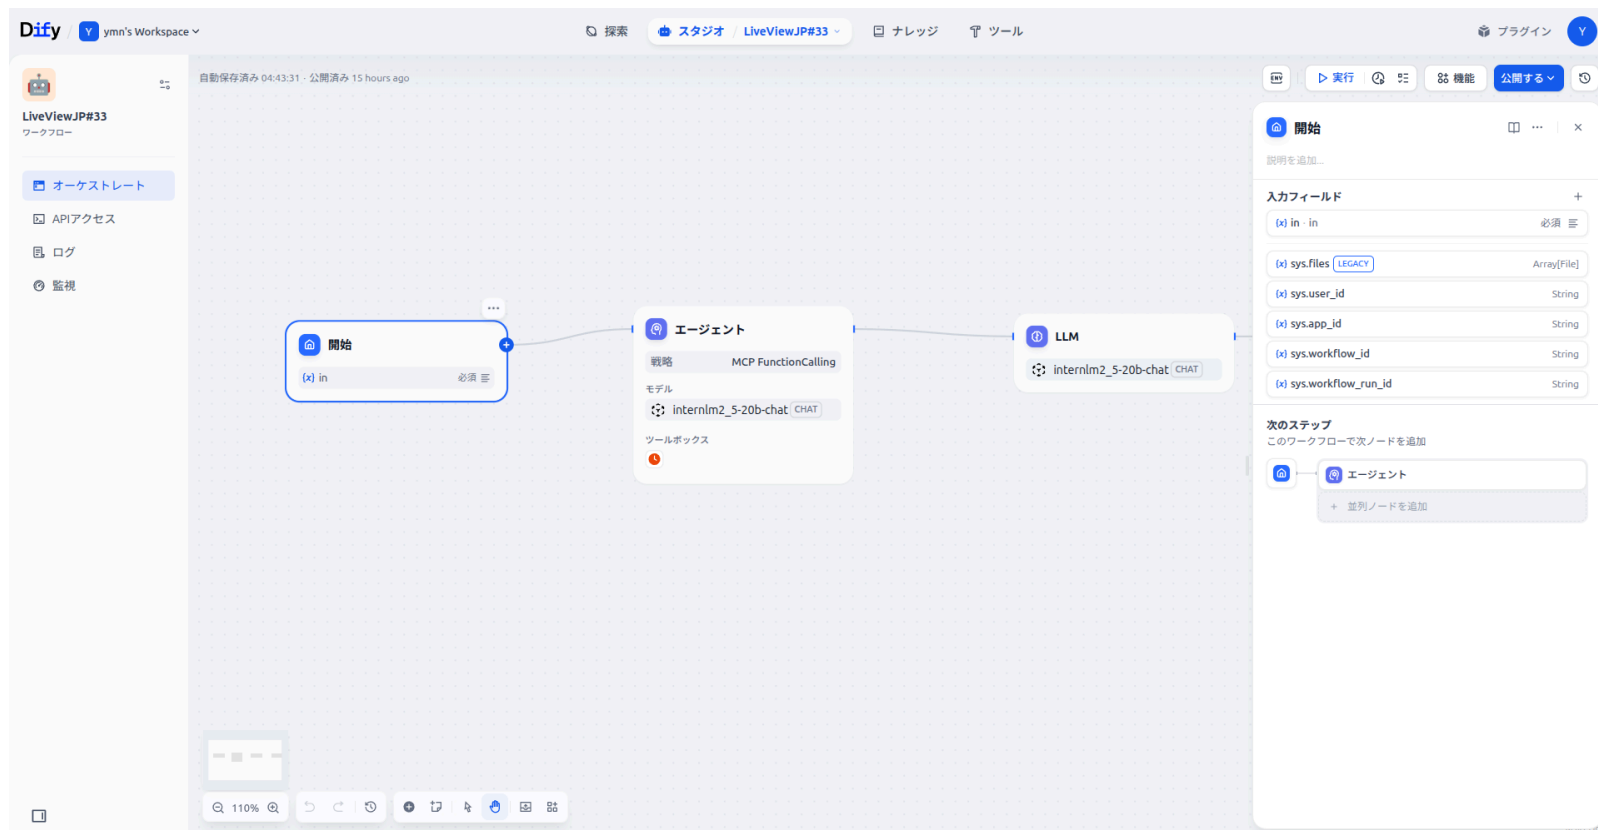 Dify / Y ymn's Workspace
探索
スタジオ / LiveViewJP#33
ナレッジ
ツール
プラグイン
Y
LiveViewJP#33
ワークフロー
オーケストレート
APIアクセス
ログ
監視
自動保存済み 04:43:31 · 公開済み 15 hours ago
ENV
実行
機能
公開する
開始
{x} in 必須
エージェント
戦略 MCP FunctionCalling
モデル
internlm2_5-20b-chat CHAT
ツールボックス
LLM
internlm2_5-20b-chat CHAT
110%
開始
説明を追加...
入力フィールド
{x} in · in 必須
{x} sys.files LEGACY Array[File]
{x} sys.user_id String
{x} sys.app_id String
{x} sys.workflow_id String
{x} sys.workflow_run_id String
次のステップ
このワークフローで次ノードを追加
エージェント
+ 並列ノードを追加